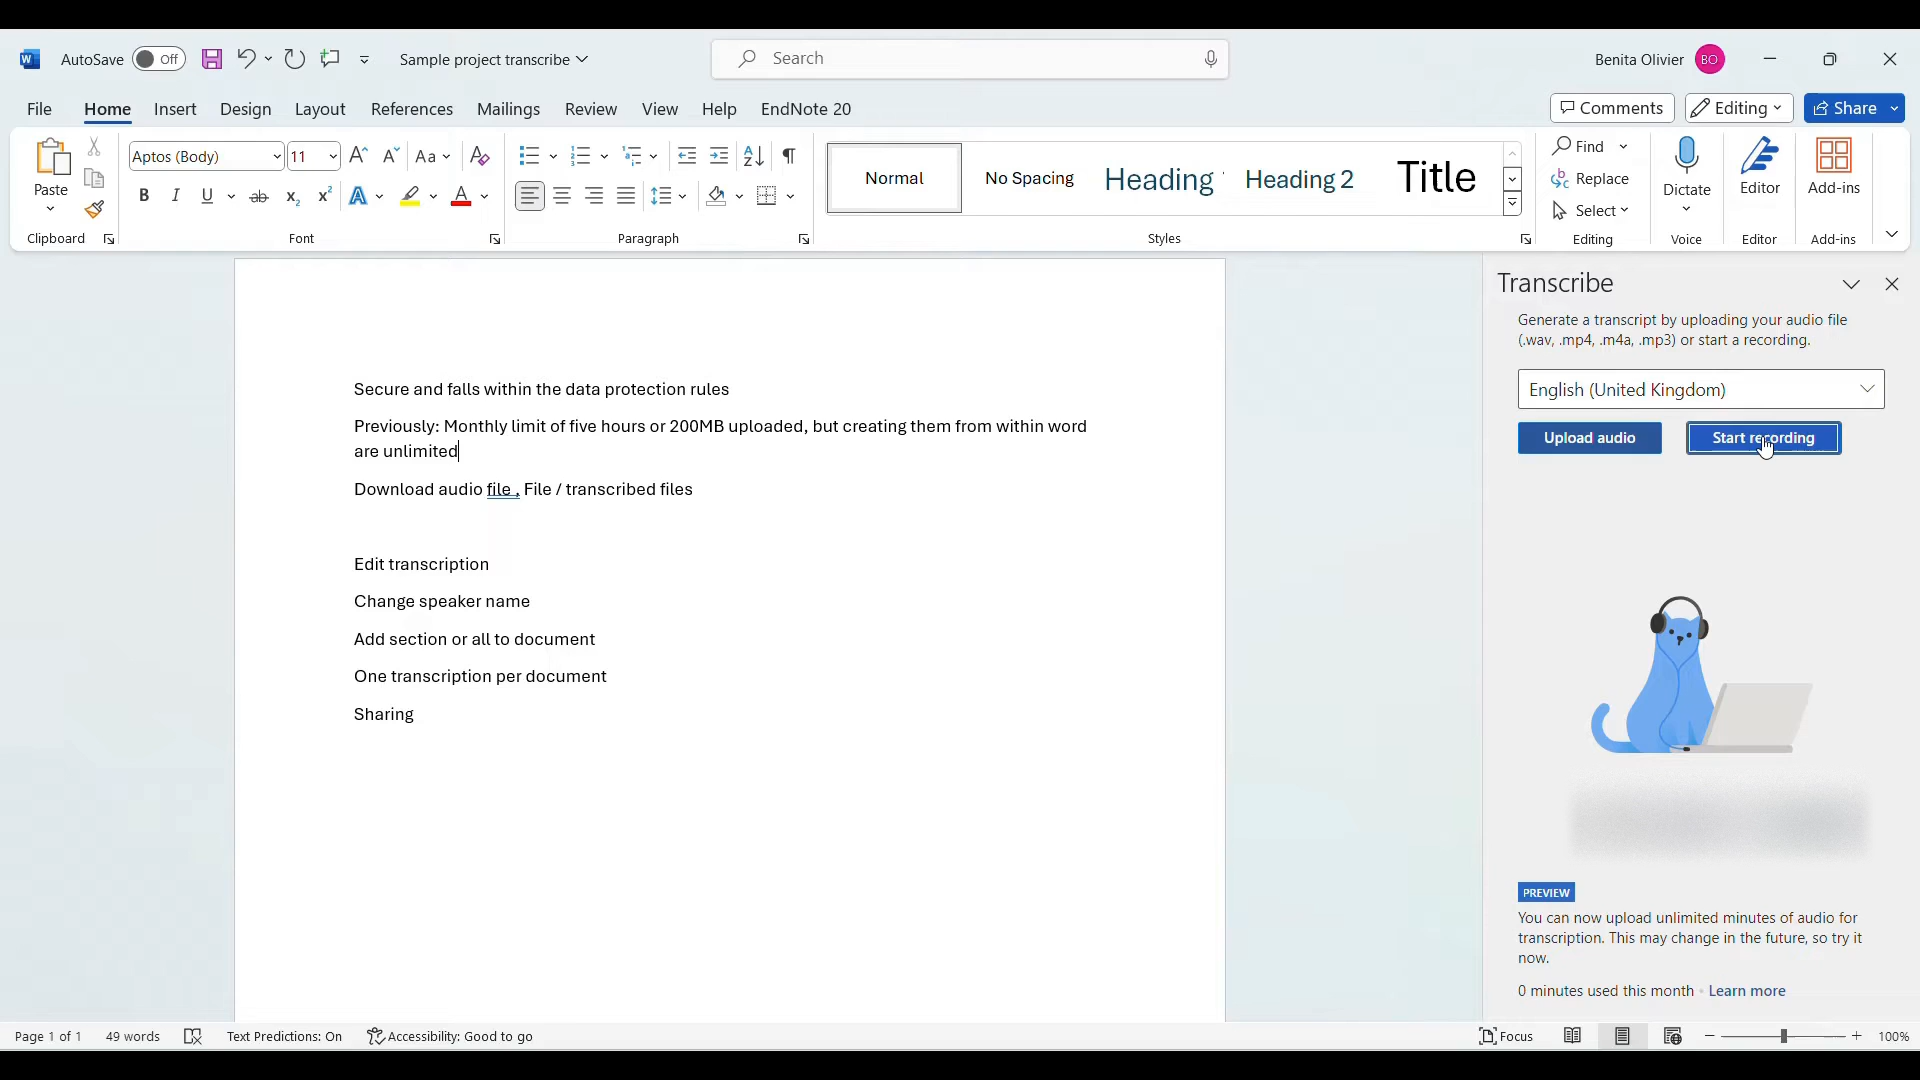 AutoSave Off Sample project transcribe Search Benita Olivier BO
File Home Insert Design Layout References Mailings Review View Help EndNote 20 Comments Editing Share
Paste Aptos (Body) 11 Normal No Spacing Heading Heading 2 Title Find Replace Select Dictate Editor Add-ins
Clipboard Font Paragraph Styles Editing Voice Editor Add-ins
Secure and falls within the data protection rules
Previously: Monthly limit of five hours or 200MB uploaded, but creating them from within word
are unlimited
Download audio file , File / transcribed files
Edit transcription
Change speaker name
Add section or all to document
One transcription per document
Sharing
Transcribe
Generate a transcript by uploading your audio file
(.wav, .mp4, .m4a, .mp3) or start a recording.
English (United Kingdom)
Upload audio Start recording
PREVIEW
You can now upload unlimited minutes of audio for
transcription. This may change in the future, so try it
now.
0 minutes used this month • Learn more
Page 1 of 1 49 words Text Predictions: On Accessibility: Good to go Focus 100%